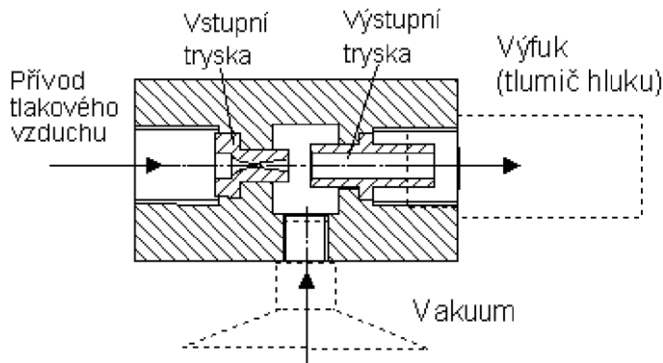 Vstupní
tryska
Výstupní
tryska
Výfuk
(tlumič hluku)
Přívod
tlakového
vzduchu
Vakuum